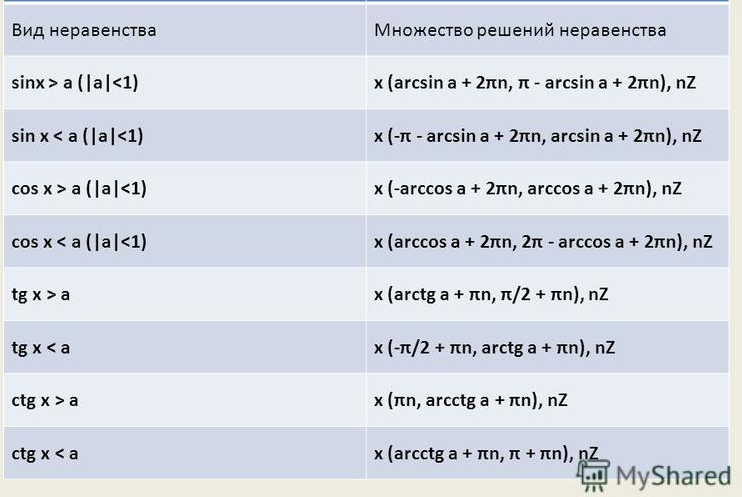 Вид неравенства Множество решений неравенства
sinx > a (|a|<1) x (arcsin a + 2πn, π - arcsin a + 2πn), nZ
sin x < a (|a|<1) x (-π - arcsin a + 2πn, arcsin a + 2πn), nZ
cos x > a (|a|<1) x (-arccos a + 2πn, arccos a + 2πn), nZ
cos x < a (|a|<1) x (arccos a + 2πn, 2π - arccos a + 2πn), nZ
tg x > a x (arctg a + πn, π/2 + πn), nZ
tg x < a x (-π/2 + πn, arctg a + πn), nZ
ctg x > a x (πn, arcctg a + πn), nZ
ctg x < a x (arcctg a + πn, π + πn), nZ
MyShared